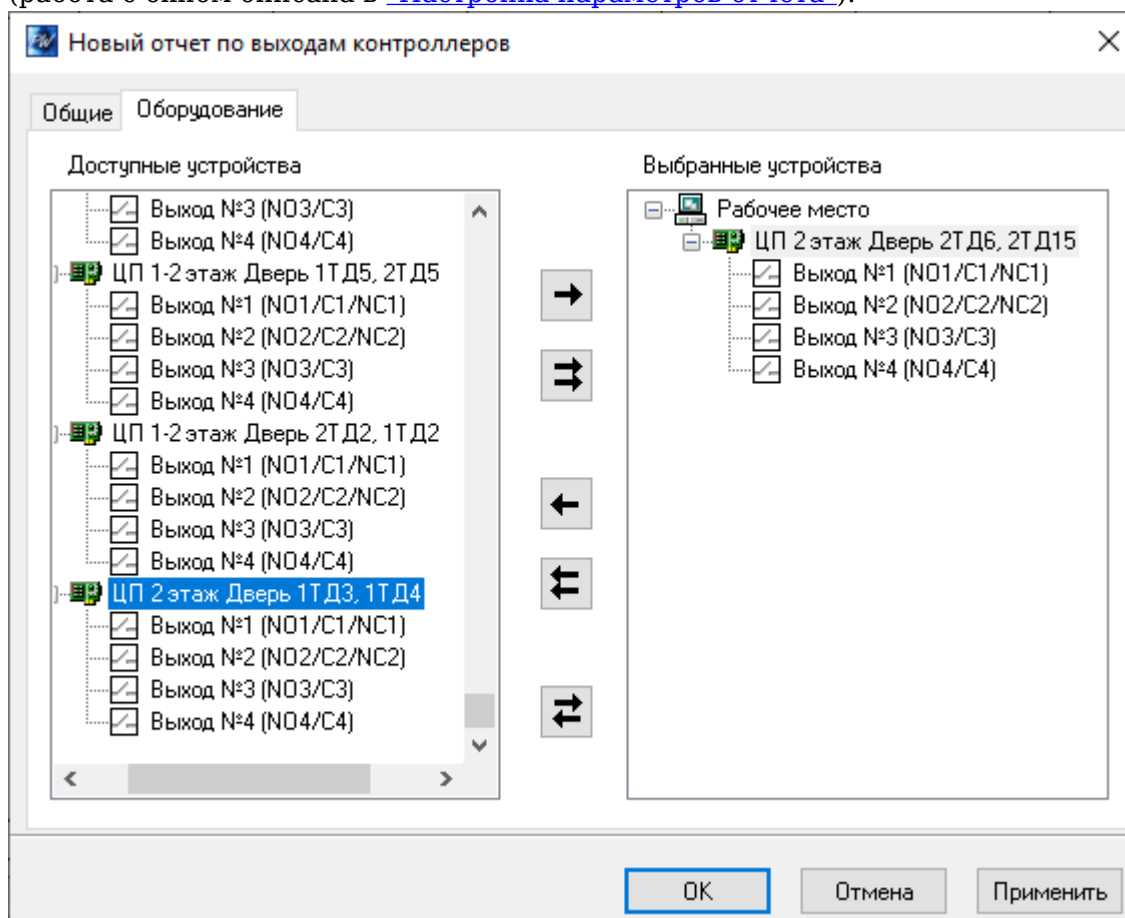 (работа с окном описана в "Настройка параметров отчета").
Новый отчет по выходам контроллеров
Общие Оборудование
Доступные устройства
Выход №3 (NO3/C3)
Выход №4 (NO4/C4)
ЦП 1-2 этаж Дверь 1ТД5, 2ТД5
Выход №1 (NO1/C1/NC1)
Выход №2 (NO2/C2/NC2)
Выход №3 (NO3/C3)
Выход №4 (NO4/C4)
ЦП 1-2 этаж Дверь 2ТД2, 1ТД2
Выход №1 (NO1/C1/NC1)
Выход №2 (NO2/C2/NC2)
Выход №3 (NO3/C3)
Выход №4 (NO4/C4)
ЦП 2 этаж Дверь 1ТД3, 1ТД4
Выход №1 (NO1/C1/NC1)
Выход №2 (NO2/C2/NC2)
Выход №3 (NO3/C3)
Выход №4 (NO4/C4)
Выбранные устройства
Рабочее место
ЦП 2 этаж Дверь 2ТД6, 2ТД15
Выход №1 (NO1/C1/NC1)
Выход №2 (NO2/C2/NC2)
Выход №3 (NO3/C3)
Выход №4 (NO4/C4)
OK Отмена Применить